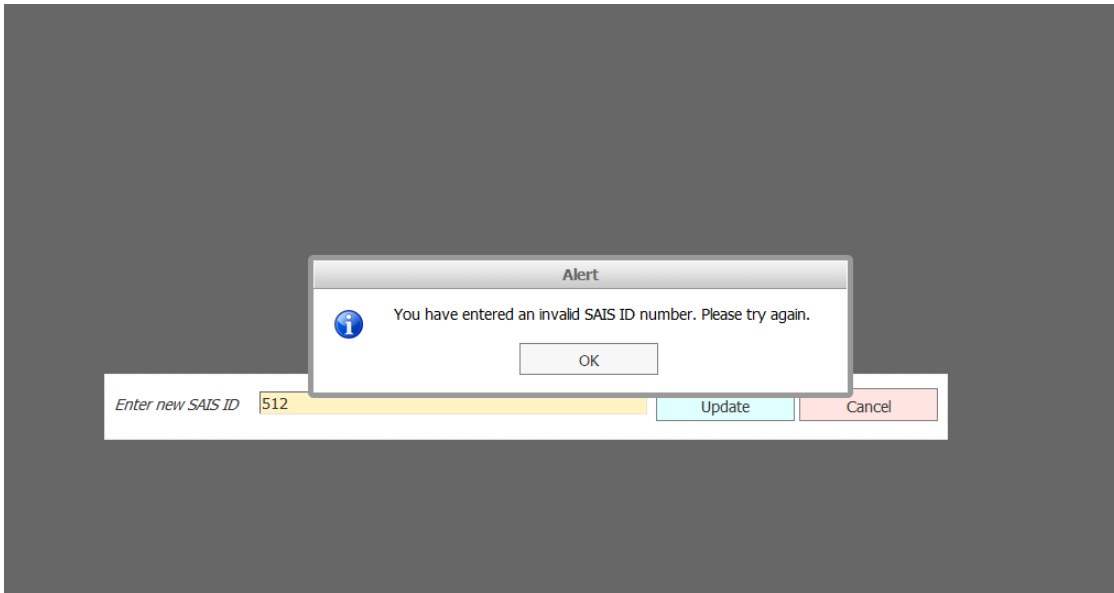 Alert
You have entered an invalid SAIS ID number. Please try again.
OK
Enter new SAIS ID 512 Update Cancel